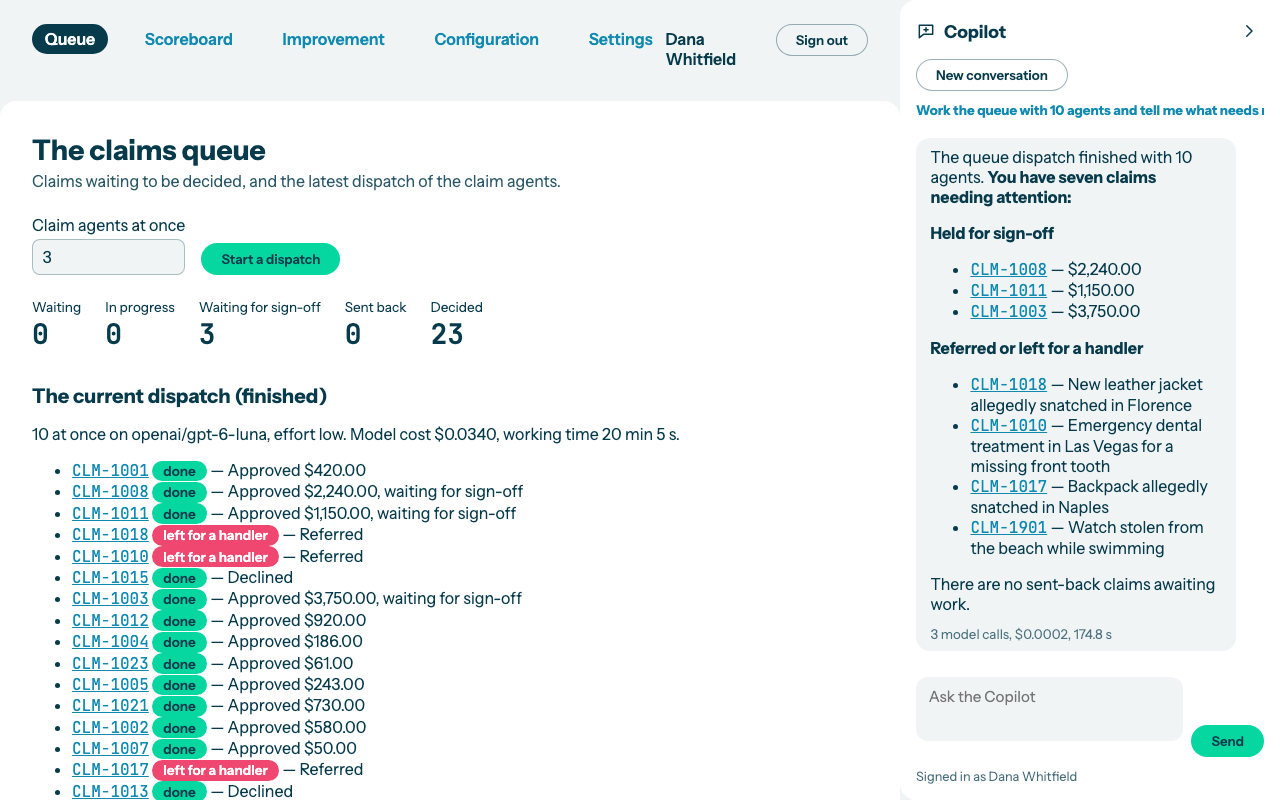 Queue
Scoreboard
Improvement
Configuration
Settings
Dana
Whitfield
Sign out
The claims queue
Claims waiting to be decided, and the latest dispatch of the claim agents.
Claim agents at once
3
Start a dispatch
Waiting
0
In progress
0
Waiting for sign-off
3
Sent back
0
Decided
23
The current dispatch (finished)
10 at once on openai/gpt-6-luna, effort low. Model cost $0.0340, working time 20 min 5 s.
CLM-1001 done — Approved $420.00
CLM-1008 done — Approved $2,240.00, waiting for sign-off
CLM-1011 done — Approved $1,150.00, waiting for sign-off
CLM-1018 left for a handler — Referred
CLM-1010 left for a handler — Referred
CLM-1015 done — Declined
CLM-1003 done — Approved $3,750.00, waiting for sign-off
CLM-1012 done — Approved $920.00
CLM-1004 done — Approved $186.00
CLM-1023 done — Approved $61.00
CLM-1005 done — Approved $243.00
CLM-1021 done — Approved $730.00
CLM-1002 done — Approved $580.00
CLM-1007 done — Approved $50.00
CLM-1017 left for a handler — Referred
CLM-1013 done — Declined
Copilot
New conversation
Work the queue with 10 agents and tell me what needs
The queue dispatch finished with 10
agents. You have seven claims
needing attention:
Held for sign-off
CLM-1008 — $2,240.00
CLM-1011 — $1,150.00
CLM-1003 — $3,750.00
Referred or left for a handler
CLM-1018 — New leather jacket
allegedly snatched in Florence
CLM-1010 — Emergency dental
treatment in Las Vegas for a
missing front tooth
CLM-1017 — Backpack allegedly
snatched in Naples
CLM-1901 — Watch stolen from
the beach while swimming
There are no sent-back claims awaiting
work.
3 model calls, $0.0002, 174.8 s
Ask the Copilot
Send
Signed in as Dana Whitfield